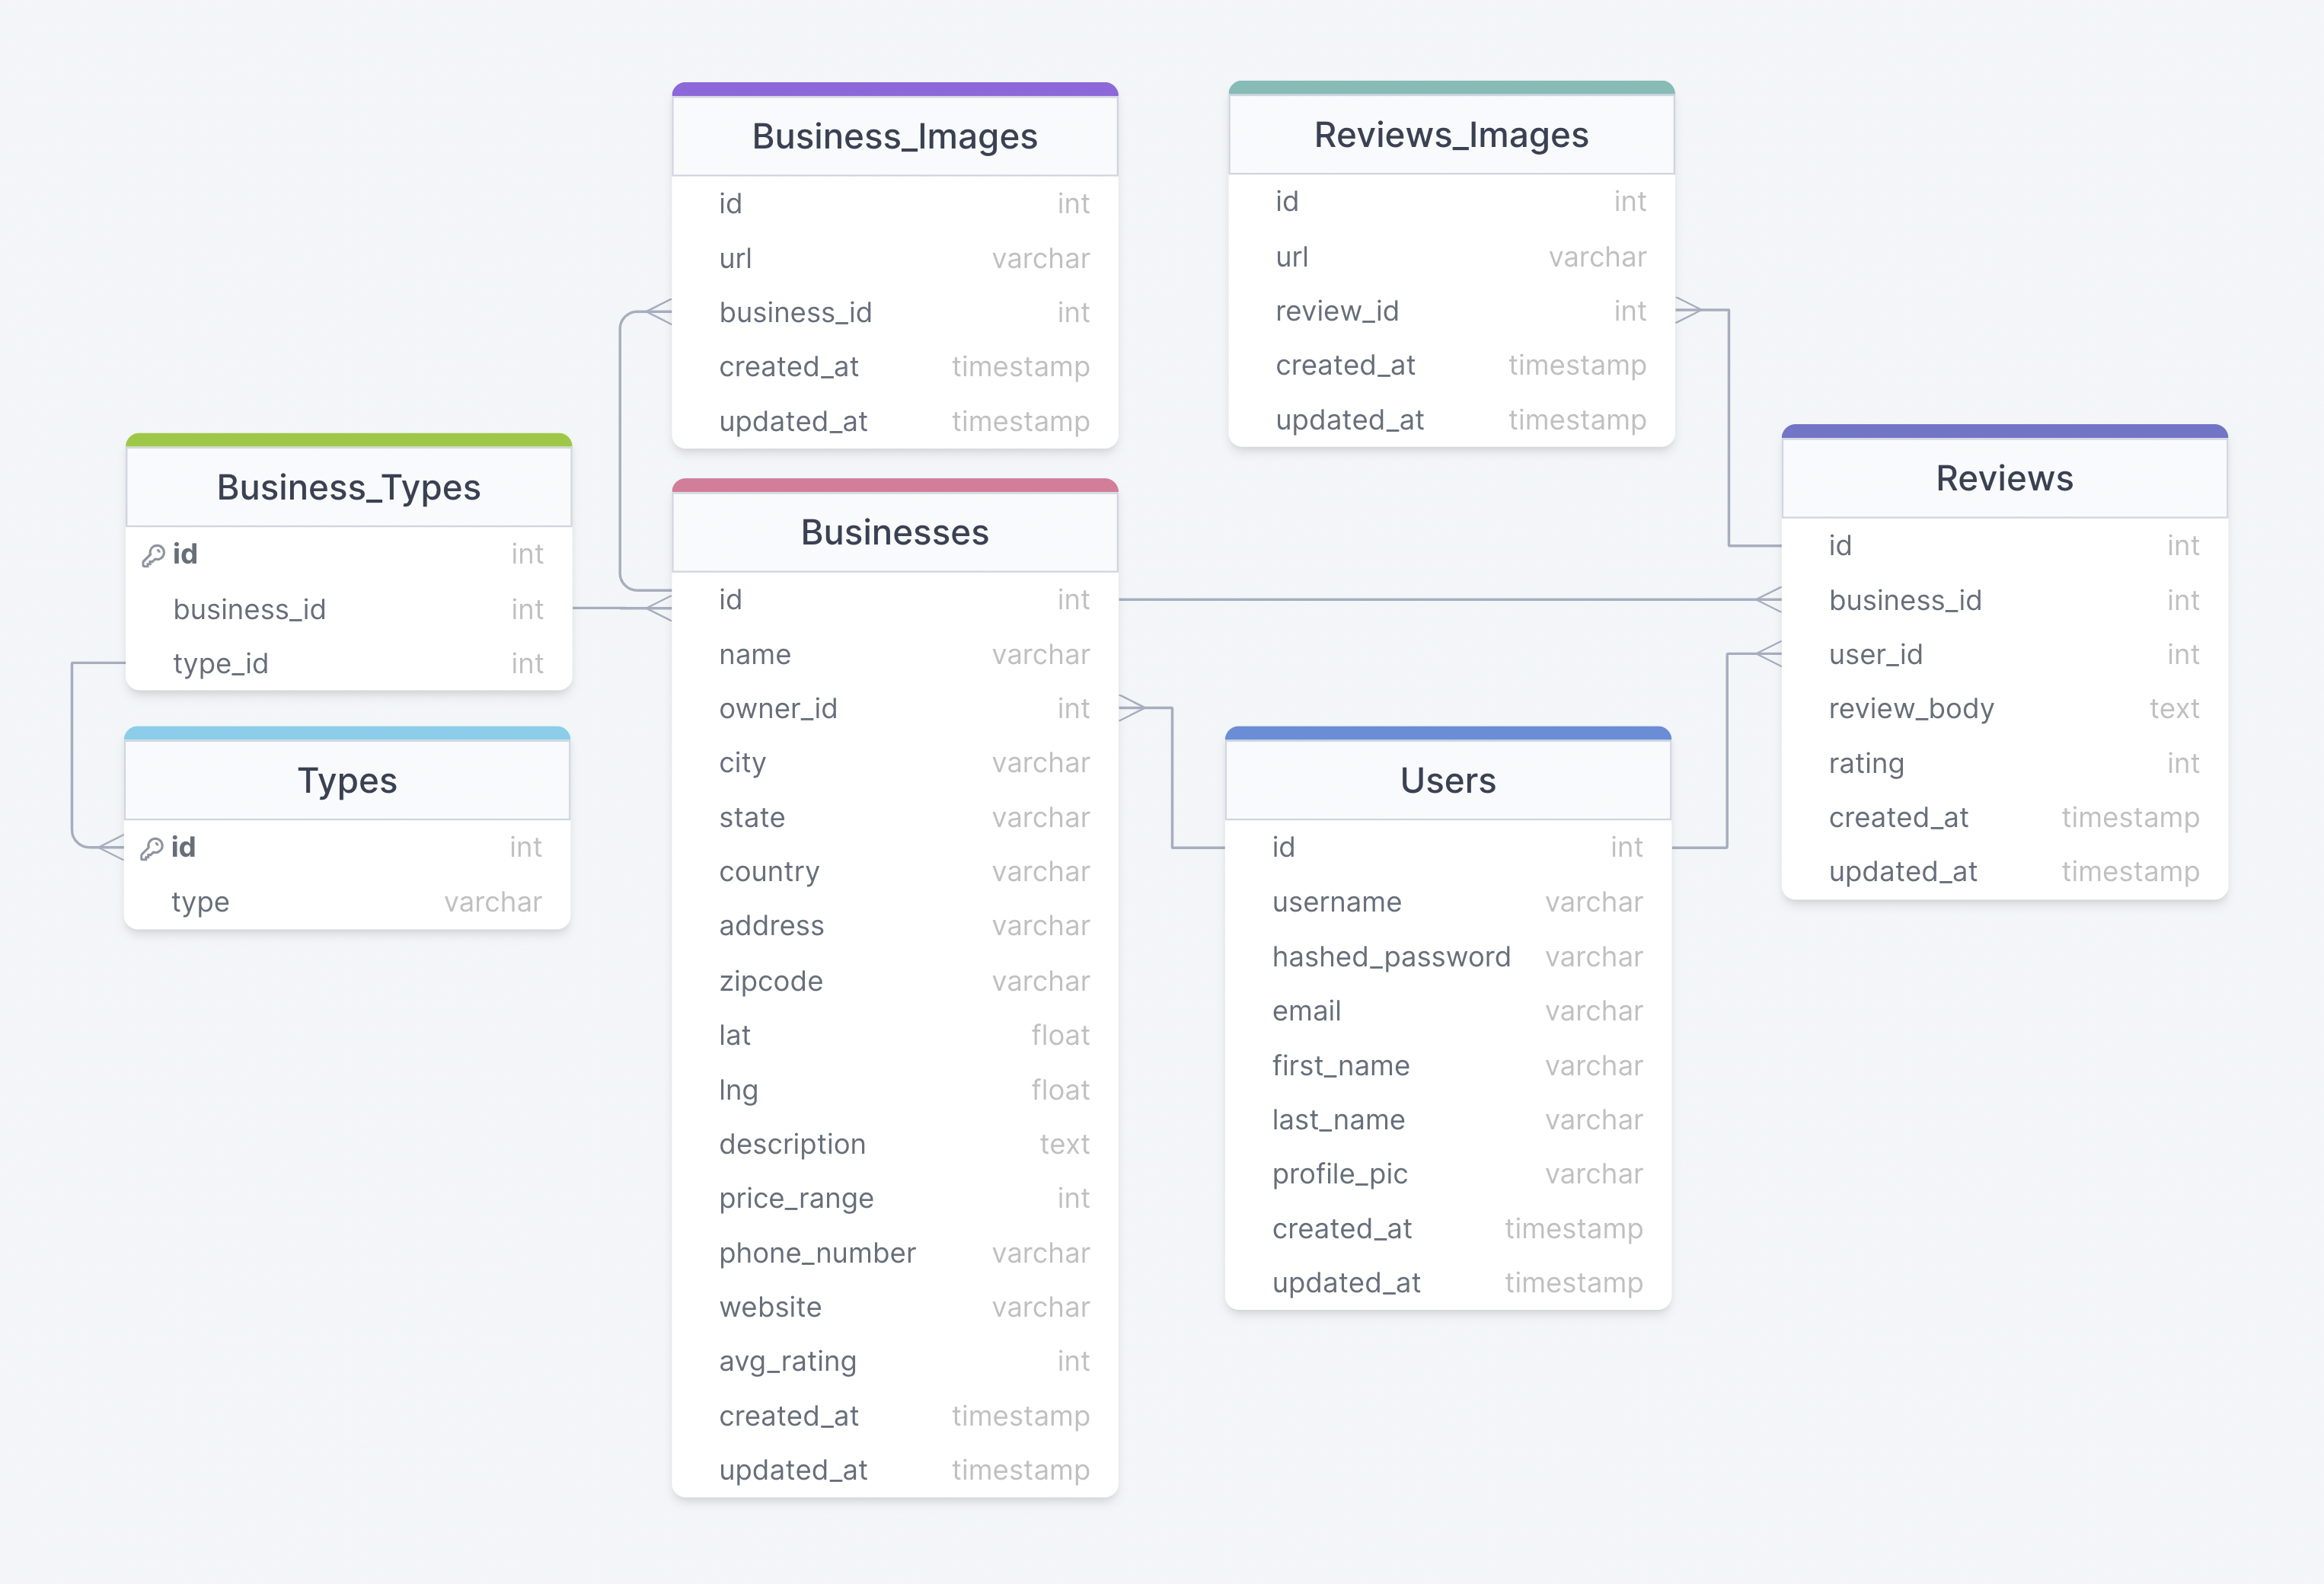 Business_Images
id int
url varchar
business_id int
created_at timestamp
updated_at timestamp
Reviews_Images
id int
url varchar
review_id int
created_at timestamp
updated_at timestamp
Business_Types
id int
business_id int
type_id int
Types
id int
type varchar
Businesses
id int
name varchar
owner_id int
city varchar
state varchar
country varchar
address varchar
zipcode varchar
lat float
lng float
description text
price_range int
phone_number varchar
website varchar
avg_rating int
created_at timestamp
updated_at timestamp
Users
id int
username varchar
hashed_password varchar
email varchar
first_name varchar
last_name varchar
profile_pic varchar
created_at timestamp
updated_at timestamp
Reviews
id int
business_id int
user_id int
review_body text
rating int
created_at timestamp
updated_at timestamp